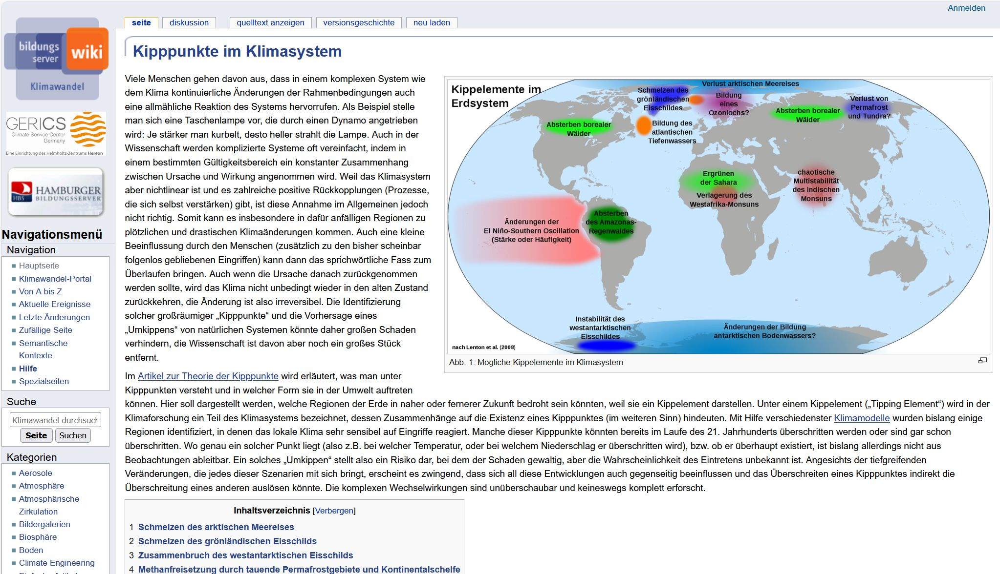 Anmelden
seite
diskussion
quelltext anzeigen
versionsgeschichte
neu laden
bildungs
server
wiki
Klimawandel
GERICS
Climate Service Center
Germany
Eine Einrichtung des Helmholtz-Zentrums Hereon
HBS
HAMBURGER
BILDUNGSSERVER
Navigationsmenü
Navigation
Hauptseite
Klimawandel-Portal
Von A bis Z
Aktuelle Ereignisse
Letzte Änderungen
Zufällige Seite
Semantische
Kontexte
Hilfe
Spezialseiten
Suche
Klimawandel durchsuch
Seite
Suchen
Kategorien
Aerosole
Atmosphäre
Atmosphärische
Zirkulation
Bildergalerien
Biosphäre
Boden
Climate Engineering
Kipppunkte im Klimasystem
Viele Menschen gehen davon aus, dass in einem komplexen System wie
dem Klima kontinuierliche Änderungen der Rahmenbedingungen auch
eine allmähliche Reaktion des Systems hervorrufen. Als Beispiel stelle
man sich eine Taschenlampe vor, die durch einen Dynamo angetrieben
wird: Je stärker man kurbelt, desto heller strahlt die Lampe. Auch in der
Wissenschaft werden komplizierte Systeme oft vereinfacht, indem in
einem bestimmten Gültigkeitsbereich ein konstanter Zusammenhang
zwischen Ursache und Wirkung angenommen wird. Weil das Klimasystem
aber nichtlinear ist und es zahlreiche positive Rückkopplungen (Prozesse,
die sich selbst verstärken) gibt, ist diese Annahme im Allgemeinen jedoch
nicht richtig. Somit kann es insbesondere in dafür anfälligen Regionen zu
plötzlichen und drastischen Klimaänderungen kommen. Auch eine kleine
Beeinflussung durch den Menschen (zusätzlich zu den bisher scheinbar
folgenlos gebliebenen Eingriffen) kann dann das sprichwörtliche Fass zum
Überlaufen bringen. Auch wenn die Ursache danach zurückgenommen
werden sollte, wird das Klima nicht unbedingt wieder in den alten Zustand
zurückkehren, die Änderung ist also irreversibel. Die Identifizierung
solcher großräumiger „Kipppunkte“ und die Vorhersage eines
„Umkippens“ von natürlichen Systemen könnte daher großen Schaden
verhindern, die Wissenschaft ist davon aber noch ein großes Stück
entfernt.
Kippelemente im
Erdsystem
Verlust arktischen Meereises
Schmelzen des
grönländischen
Eisschildes
Bildung
eines
Ozonlochs?
Verlust von
Permafrost
und Tundra?
Absterben borealer
Wälder
Absterben borealer
Wälder
Bildung des
atlantischen
Tiefenwassers
Ergrünen
der Sahara
Verlagerung des
Westafrika-Monsuns
chaotische
Multistabilität
des indischen
Monsuns
Änderungen der
El Niño-Southern Oscillation
(Stärke oder Häufigkeit)
Absterben
des Amazonas-
Regenwaldes
Instabilität des
westantarktischen
Eisschildes
Änderungen der Bildung
antarktischen Bodenwassers?
nach Lenton et al. (2008)
Abb. 1: Mögliche Kippelemente im Klimasystem
Im Artikel zur Theorie der Kipppunkte wird erläutert, was man unter
Kipppunkten versteht und in welcher Form sie in der Umwelt auftreten
können. Hier soll dargestellt werden, welche Regionen der Erde in naher oder fernerer Zukunft bedroht sein könnten, weil sie ein Kippelement darstellen. Unter einem Kippelement („Tipping Element“) wird in der
Klimaforschung ein Teil des Klimasystems bezeichnet, dessen Zusammenhänge auf die Existenz eines Kipppunktes (im weiteren Sinn) hindeuten. Mit Hilfe verschiedenster Klimamodelle wurden bislang einige
Regionen identifiziert, in denen das lokale Klima sehr sensibel auf Eingriffe reagiert. Manche dieser Kipppunkte könnten bereits im Laufe des 21. Jahrhunderts überschritten werden oder sind gar schon
überschritten. Wo genau ein solcher Punkt liegt (also z.B. bei welcher Temperatur, oder bei welchem Niederschlag er überschritten wird), bzw. ob er überhaupt existiert, ist bislang allerdings nicht aus
Beobachtungen ableitbar. Ein solches „Umkippen“ stellt also ein Risiko dar, bei dem der Schaden gewaltig, aber die Wahrscheinlichkeit des Eintretens unbekannt ist. Angesichts der tiefgreifenden
Veränderungen, die jedes dieser Szenarien mit sich bringt, erscheint es zwingend, dass sich all diese Entwicklungen auch gegenseitig beeinflussen und das Überschreiten eines Kipppunktes indirekt die
Überschreitung eines anderen auslösen könnte. Die komplexen Wechselwirkungen sind unüberschaubar und keineswegs komplett erforscht.
Inhaltsverzeichnis [Verbergen]
1 Schmelzen des arktischen Meereises
2 Schmelzen des grönländischen Eisschilds
3 Zusammenbruch des westantarktischen Eisschilds
4 Methanfreisetzung durch tauende Permafrostgebiete und Kontinentalschelfe